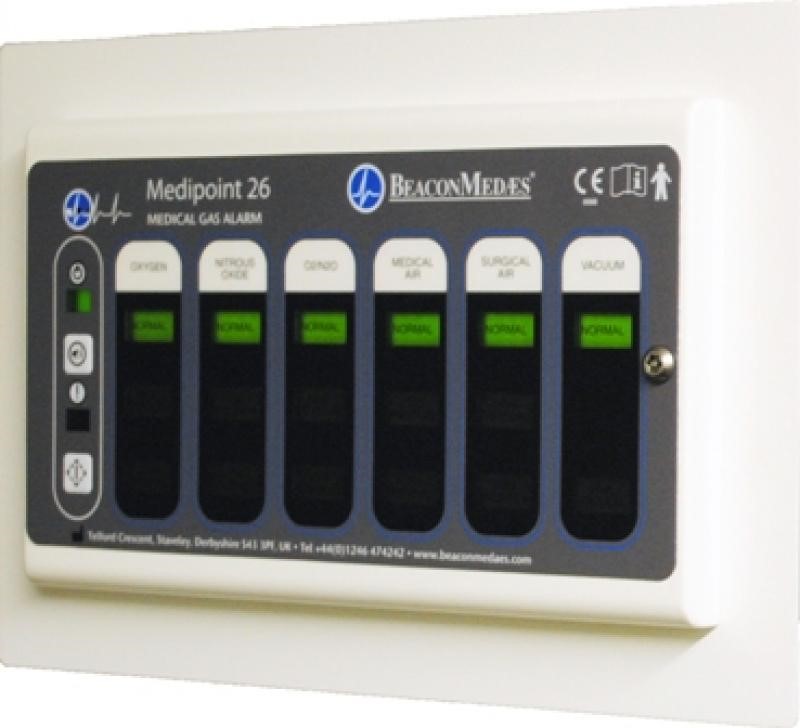 Medipoint 26
MEDICAL GAS ALARM
BEACONMEDÆS®
CE
OXYGEN
NITROUS
OXIDE
O2/N2O
MEDICAL
AIR
SURGICAL
AIR
VACUUM
NORMAL
NORMAL
NORMAL
NORMAL
NORMAL
NORMAL
Telford Crescent, Staveley, Derbyshire S43 3PF, UK • Tel +44(0)1246 474242 • www.beaconmedaes.com